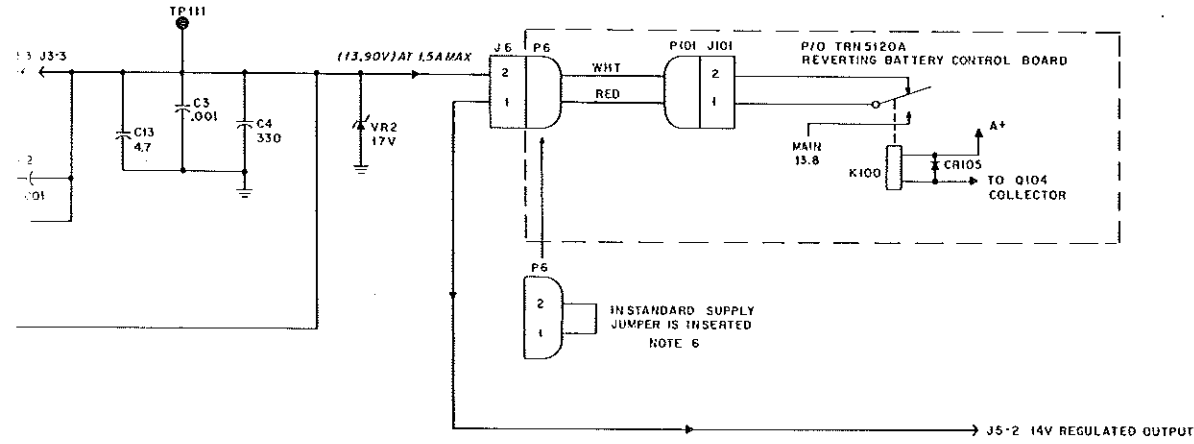 TP111
J3-3
(13.90V) AT 1.5A MAX
J6 P6
P101 J101
P/O TRN5120A
REVERTING BATTERY CONTROL BOARD
2
WHT
2
1
RED
1
C3
.001
C4
330
C13
4.7
VR2
17V
MAIN
13.8
A+
K100
CR105
TO Q104
COLLECTOR
P6
2
1
IN STANDARD SUPPLY
JUMPER IS INSERTED
NOTE 6
J5-2 14V REGULATED OUTPUT